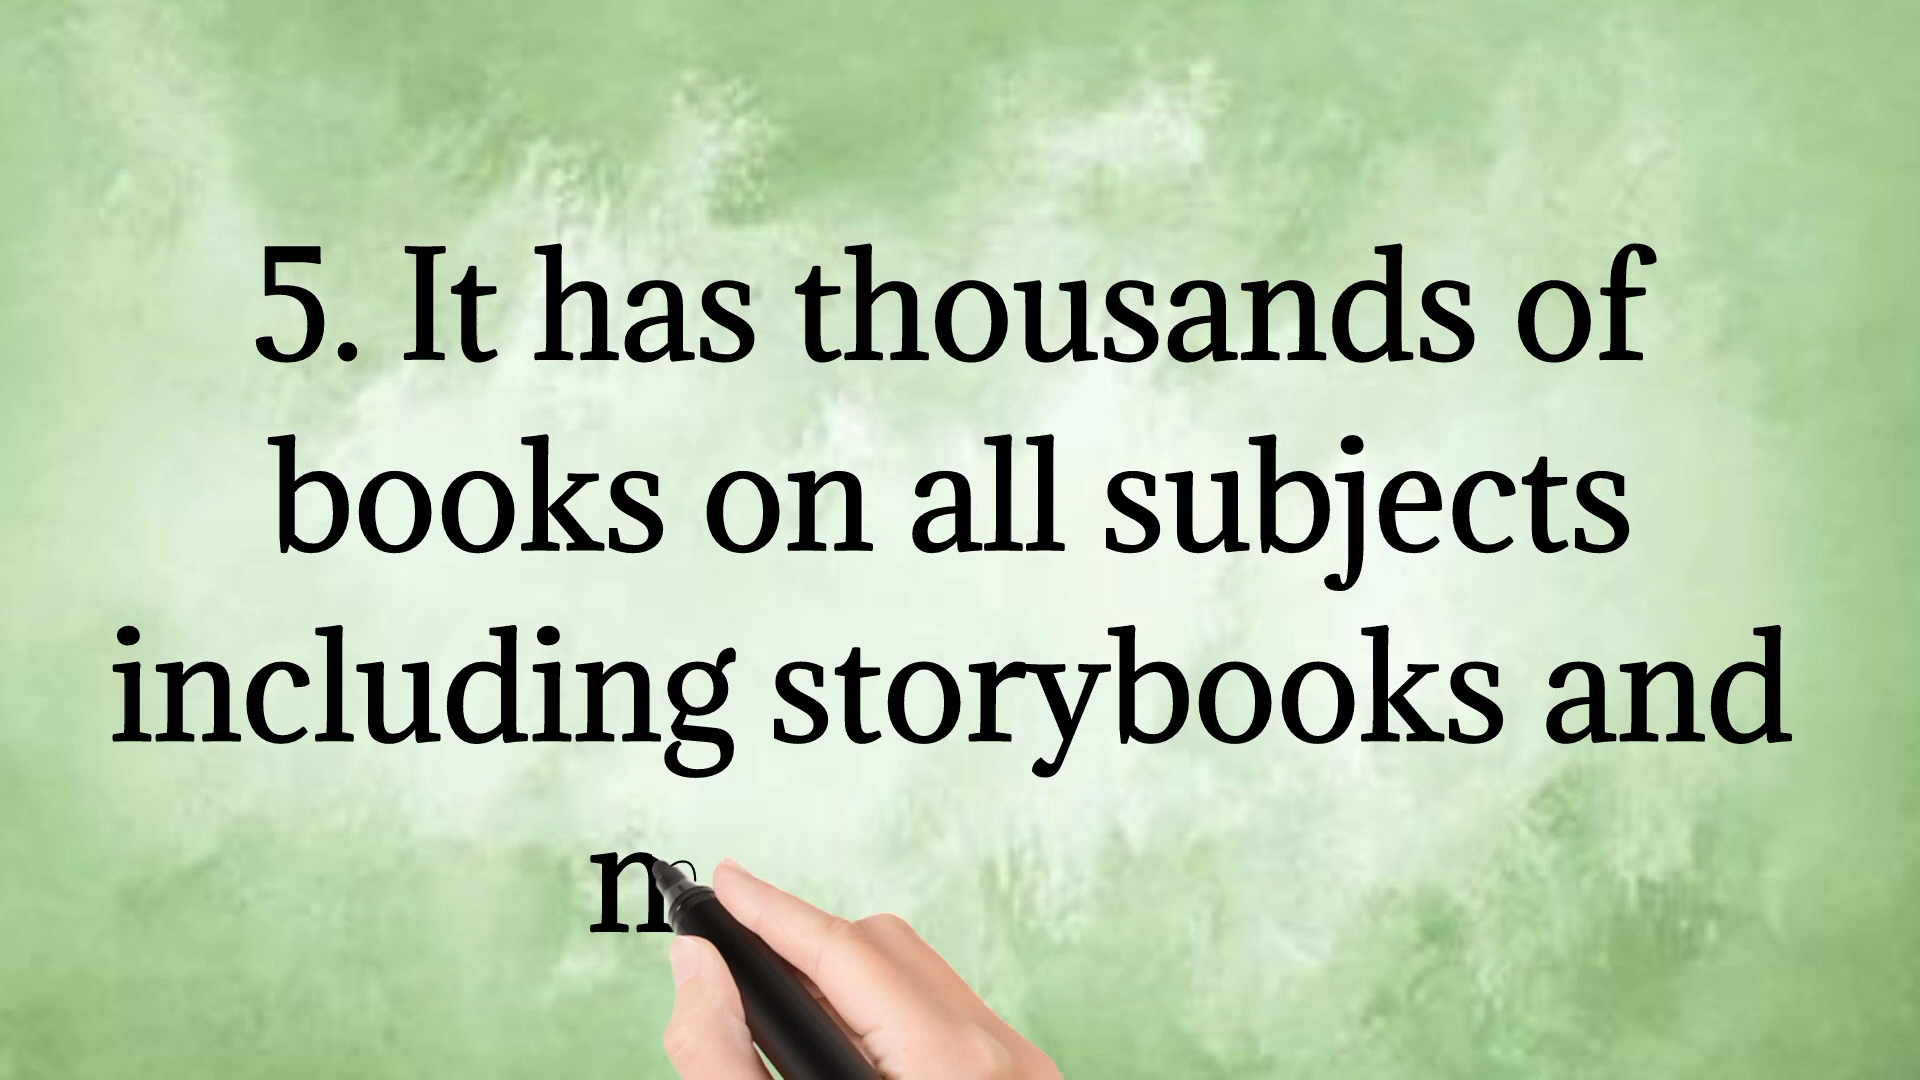 5. It has thousands of
books on all subjects
including storybooks and